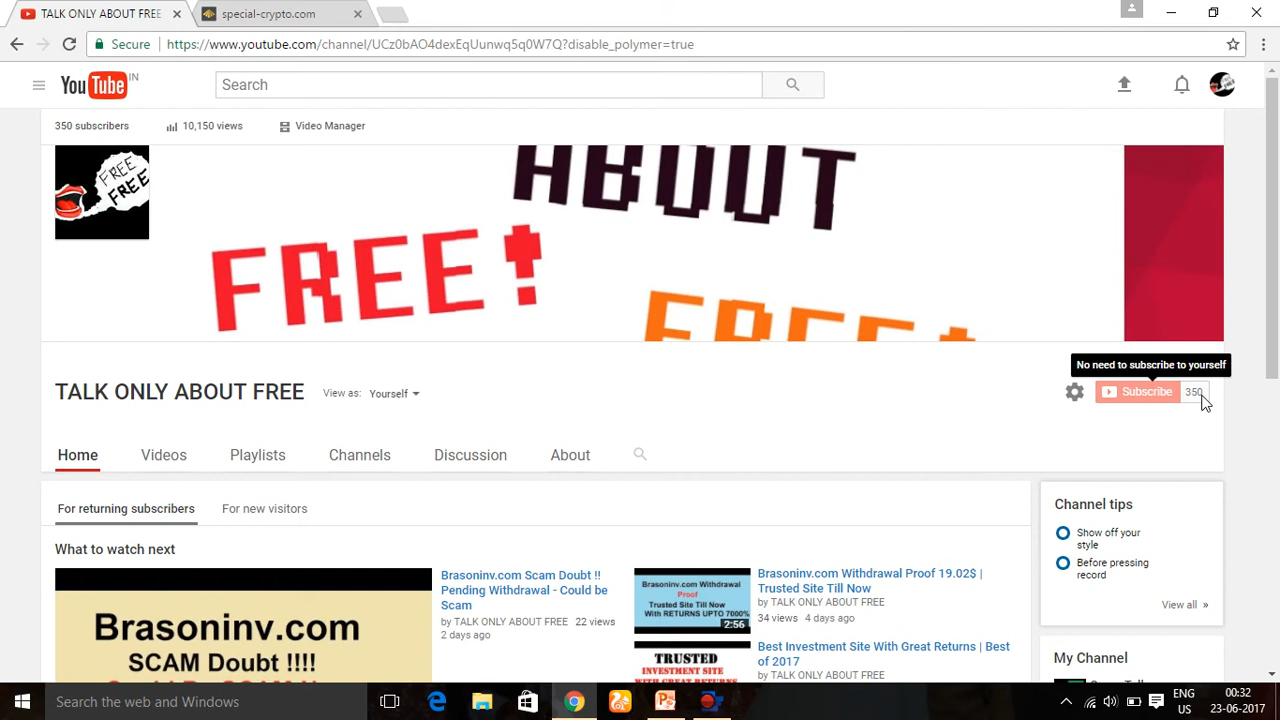 TALK ONLY ABOUT FREE
special-crypto.com
Secure https://www.youtube.com/channel/UCz0bAO4dexEqUunwq5q0W7Q?disable_polymer=true
YouTube IN
Search
350 subscribers 10,150 views Video Manager
FREE
FREE
ABOUT
FREE!
FREE!
No need to subscribe to yourself
TALK ONLY ABOUT FREE View as: Yourself
Subscribe 350
Home Videos Playlists Channels Discussion About
For returning subscribers For new visitors
What to watch next
Brasoninv.com
SCAM Doubt !!!!
Brasoninv.com Scam Doubt !!
Pending Withdrawal - Could be
Scam
by TALK ONLY ABOUT FREE 22 views
2 days ago
Brasoninv.com Withdrawal
Proof
Trusted Site Till Now
With RETURNS UPTO 7000%
2:56
Brasoninv.com Withdrawal Proof 19.02$ |
Trusted Site Till Now
by TALK ONLY ABOUT FREE
34 views 4 days ago
TRUSTED
INVESTMENT SITE
WITH GREAT RETURNS
Best Investment Site With Great Returns | Best
of 2017
by TALK ONLY ABOUT FREE
Channel tips
Show off your
style
Before pressing
record
View all »
My Channel
Search the web and Windows
ENG
US
00:32
23-06-2017